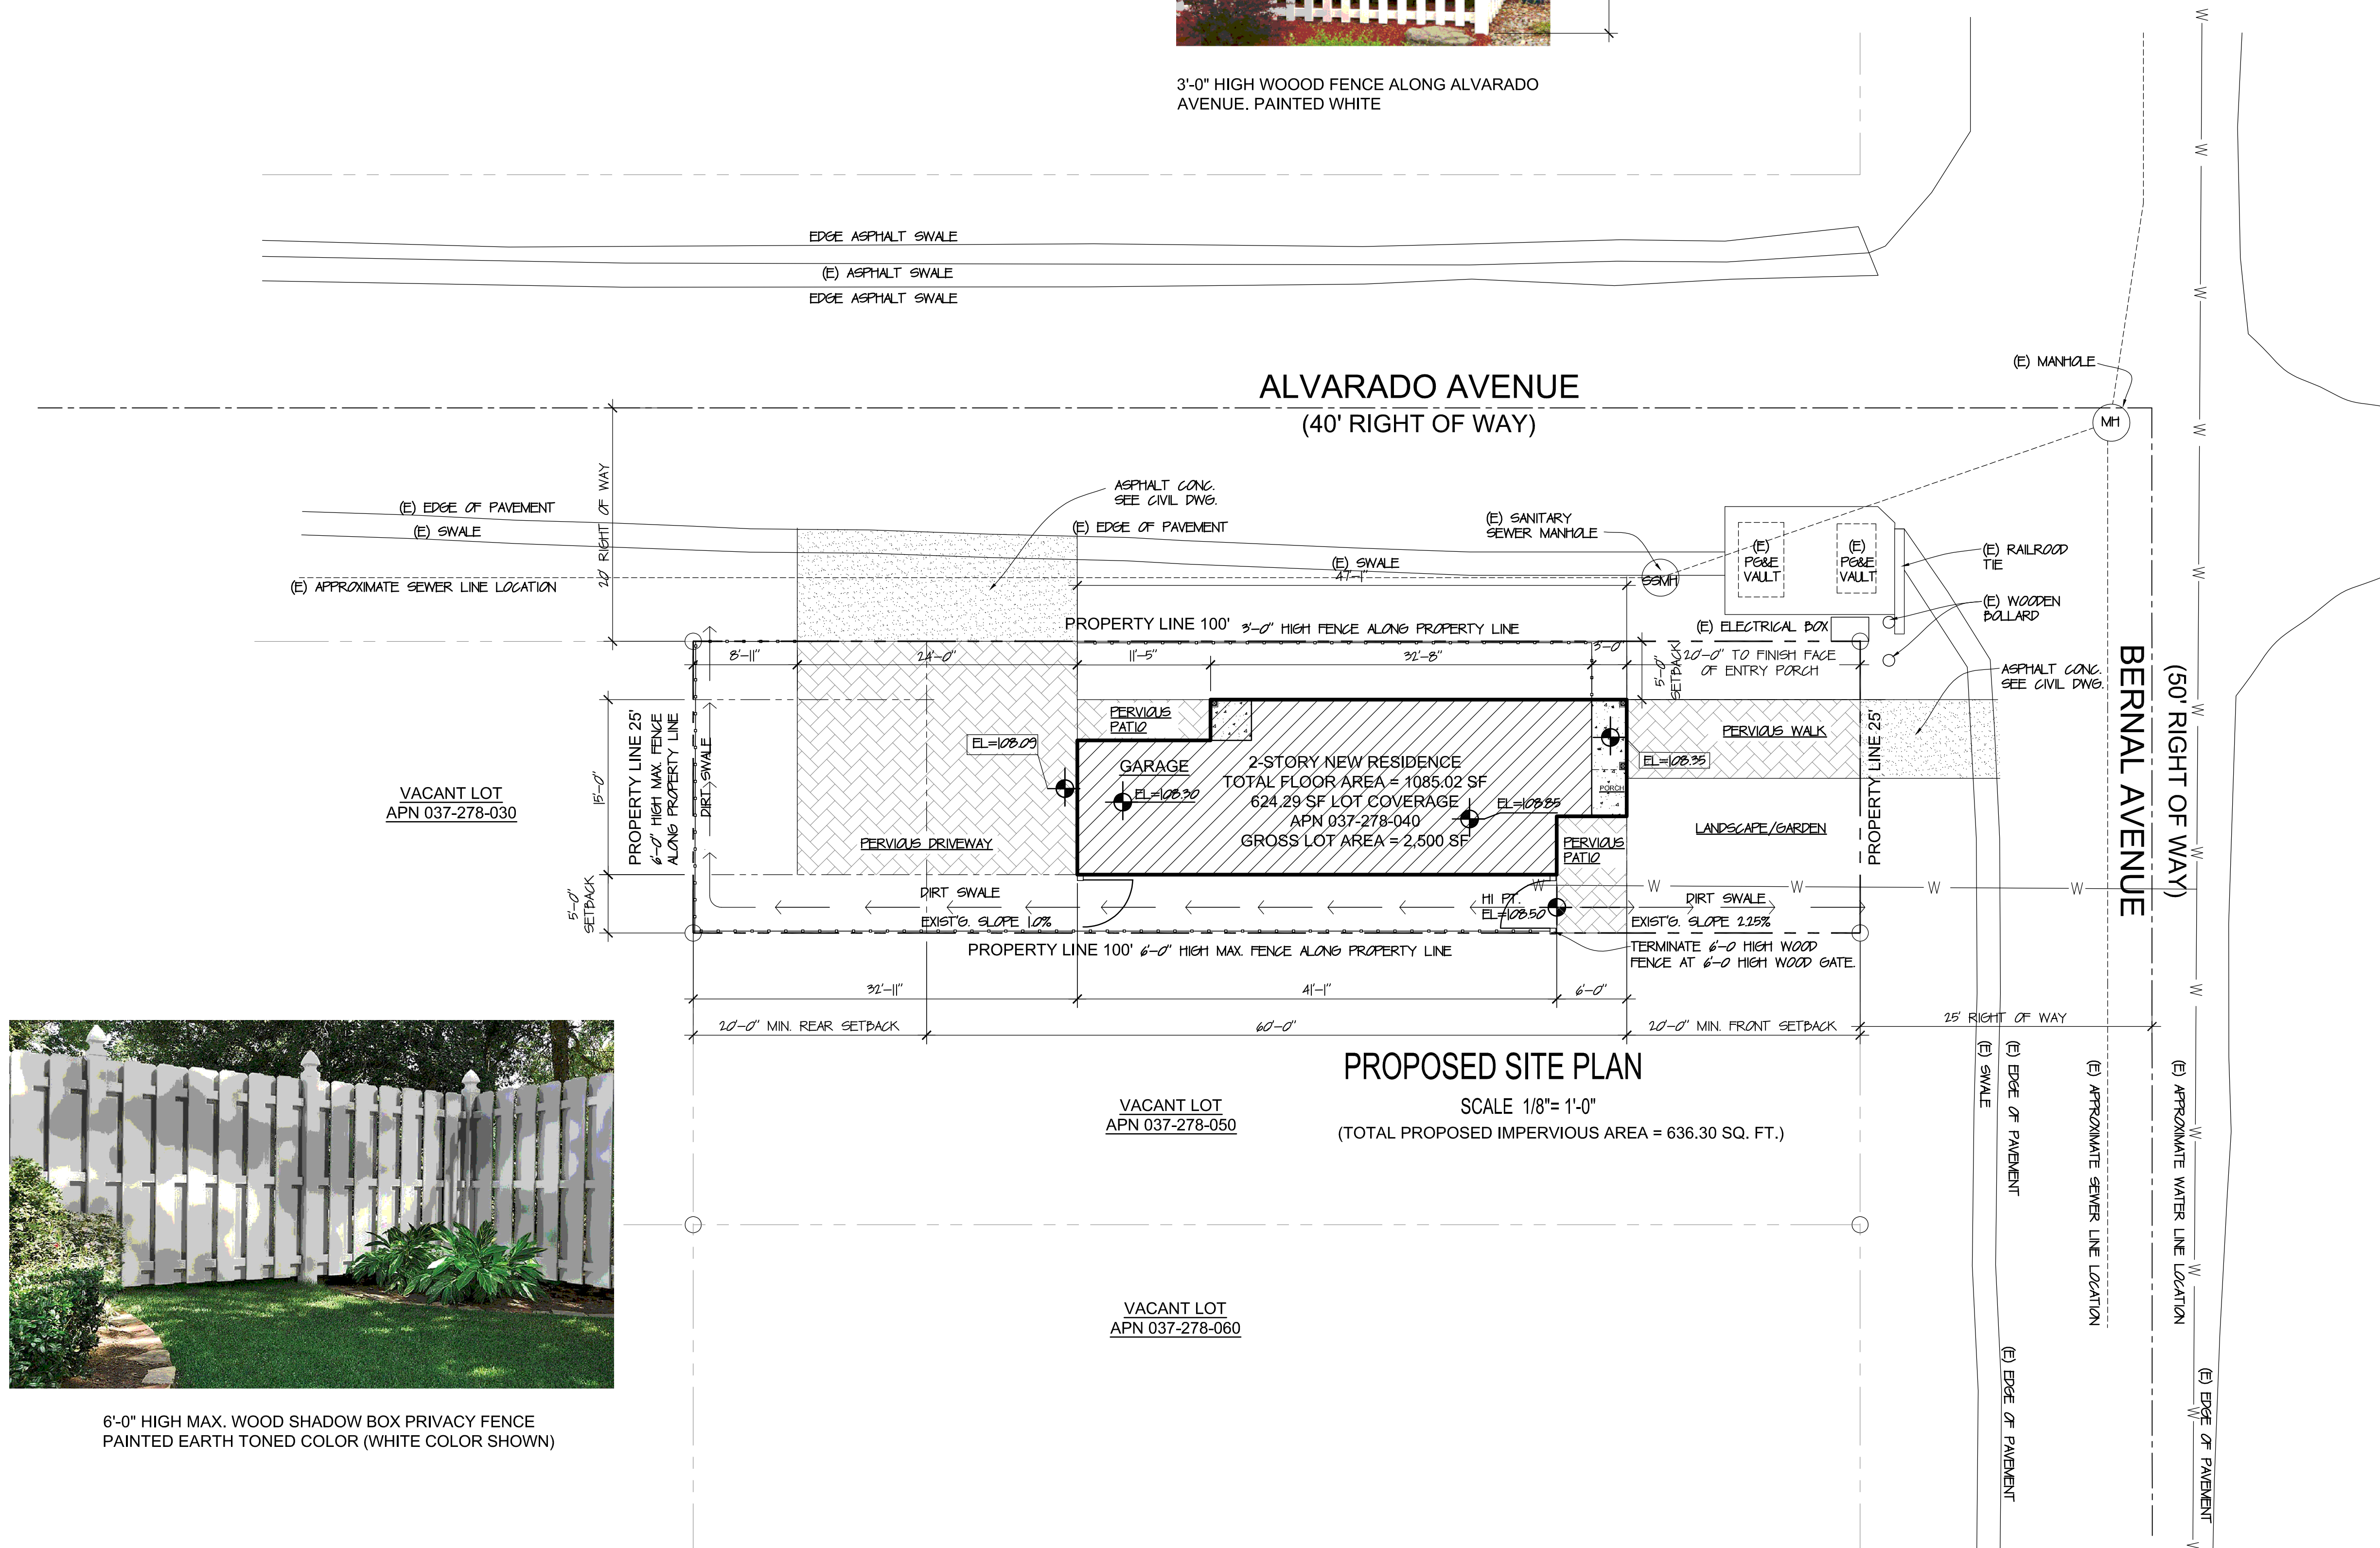 3'-0" HIGH WOOOD FENCE ALONG ALVARADO
AVENUE. PAINTED WHITE
EDGE ASPHALT SWALE
(E) ASPHALT SWALE
EDGE ASPHALT SWALE
ALVARADO AVENUE
(40' RIGHT OF WAY)
(E) MANHOLE
MH
20' RIGHT OF WAY
ASPHALT CONC.
SEE CIVIL DWG.
(E) EDGE OF PAVEMENT
(E) SWALE
(E) APPROXIMATE SEWER LINE LOCATION
(E) EDGE OF PAVEMENT
(E) SWALE
47'-1"
(E) SANITARY
SEWER MANHOLE
SSMH
(E)
PG&E
VAULT
(E)
PG&E
VAULT
(E) RAILROAD
TIE
(E) WOODEN
BOLLARD
(E) ELECTRICAL BOX
PROPERTY LINE 100' 3'-0" HIGH FENCE ALONG PROPERTY LINE
8'-11"
24'-0"
11'-5"
32'-8"
3'-0"
5'-0"
SETBACK
20'-0" TO FINISH FACE
OF ENTRY PORCH
ASPHALT CONC.
SEE CIVIL DWG.
BERNAL AVENUE
(50' RIGHT OF WAY)
PROPERTY LINE 25'
6'-0" HIGH MAX. FENCE
ALONG PROPERTY LINE
DIRT SWALE
15'-0"
5'-0"
SETBACK
VACANT LOT
APN 037-278-030
PERVIOUS
PATIO
EL=108.09
GARAGE
EL=108.30
2-STORY NEW RESIDENCE
TOTAL FLOOR AREA = 1085.02 SF
624.29 SF LOT COVERAGE
APN 037-278-040
GROSS LOT AREA = 2,500 SF
EL=108.85
PORCH
EL=108.35
PERVIOUS WALK
PROPERTY LINE 25'
LANDSCAPE/GARDEN
PERVIOUS
PATIO
PERVIOUS DRIVEWAY
DIRT SWALE
EXIST'G. SLOPE 1.0%
HI PT.
EL=108.50
W
W
W
W
W
DIRT SWALE
EXIST'G. SLOPE 2.25%
PROPERTY LINE 100' 6'-0" HIGH MAX. FENCE ALONG PROPERTY LINE
TERMINATE 6'-0 HIGH WOOD
FENCE AT 6'-0 HIGH WOOD GATE.
32'-11"
41'-1"
6'-0"
20'-0" MIN. REAR SETBACK
60'-0"
20'-0" MIN. FRONT SETBACK
25' RIGHT OF WAY
PROPOSED SITE PLAN
SCALE 1/8"= 1'-0"
(TOTAL PROPOSED IMPERVIOUS AREA = 636.30 SQ. FT.)
VACANT LOT
APN 037-278-050
VACANT LOT
APN 037-278-060
(E) SWALE
(E) EDGE OF PAVEMENT
(E) APPROXIMATE SEWER LINE LOCATION
(E) APPROXIMATE WATER LINE LOCATION
(E) EDGE OF PAVEMENT
(E) EDGE OF PAVEMENT
W
W
W
W
W
W
W
W
W
W
W
W
W
6'-0" HIGH MAX. WOOD SHADOW BOX PRIVACY FENCE
PAINTED EARTH TONED COLOR (WHITE COLOR SHOWN)